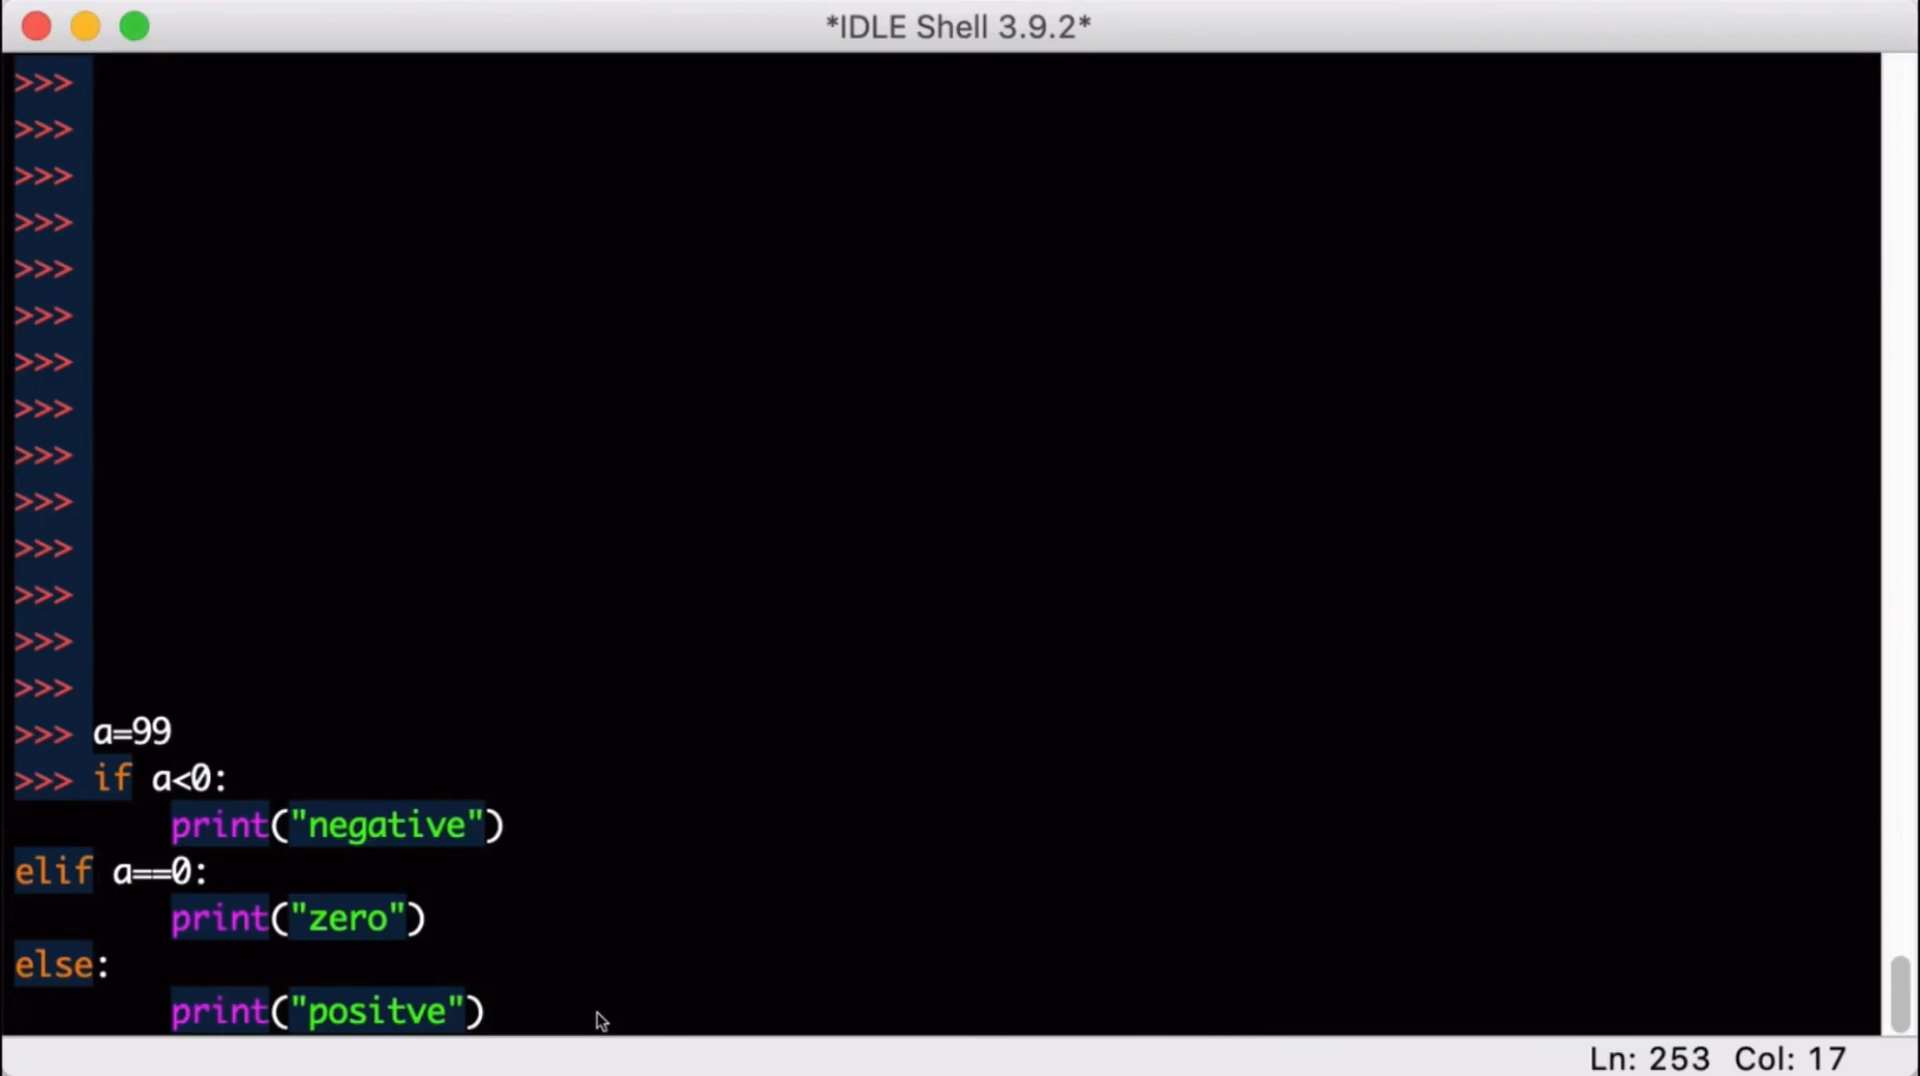 *IDLE Shell 3.9.2*
>>>
>>>
>>>
>>>
>>>
>>>
>>>
>>>
>>>
>>>
>>>
>>>
>>>
>>>
>>> a=99
>>> if a<0:
        print("negative")
elif a==0:
        print("zero")
else:
        print("positve")
Ln: 253 Col: 17